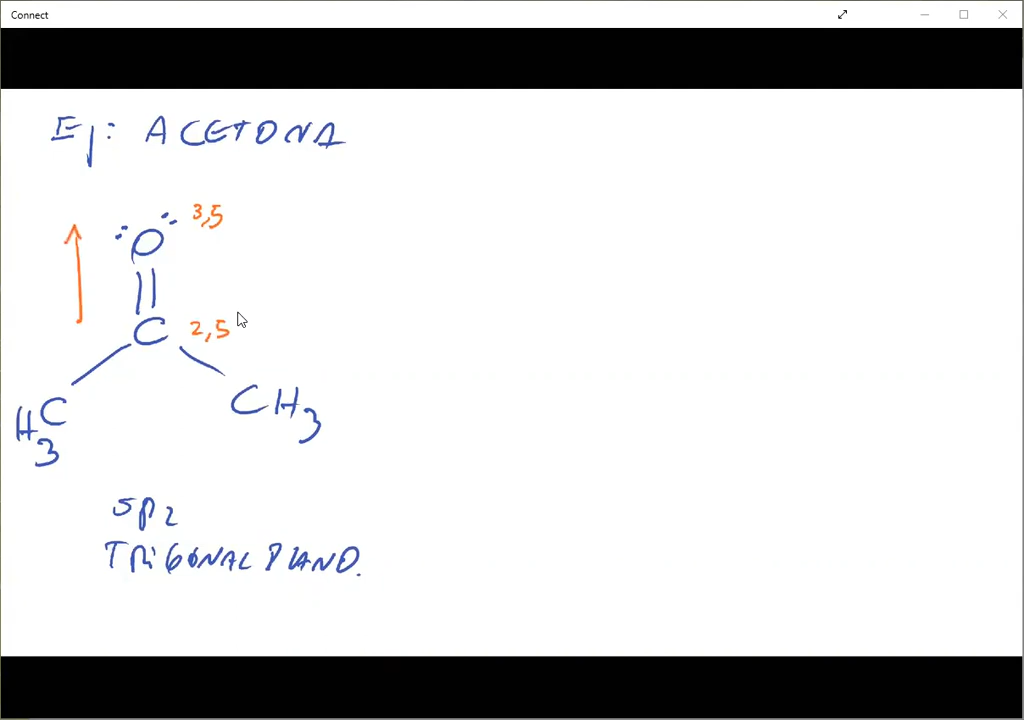 Connect
Ej: ACETONA
3,5
O
C 2,5
H3C CH3
sp2
TRIGONAL PLANO.